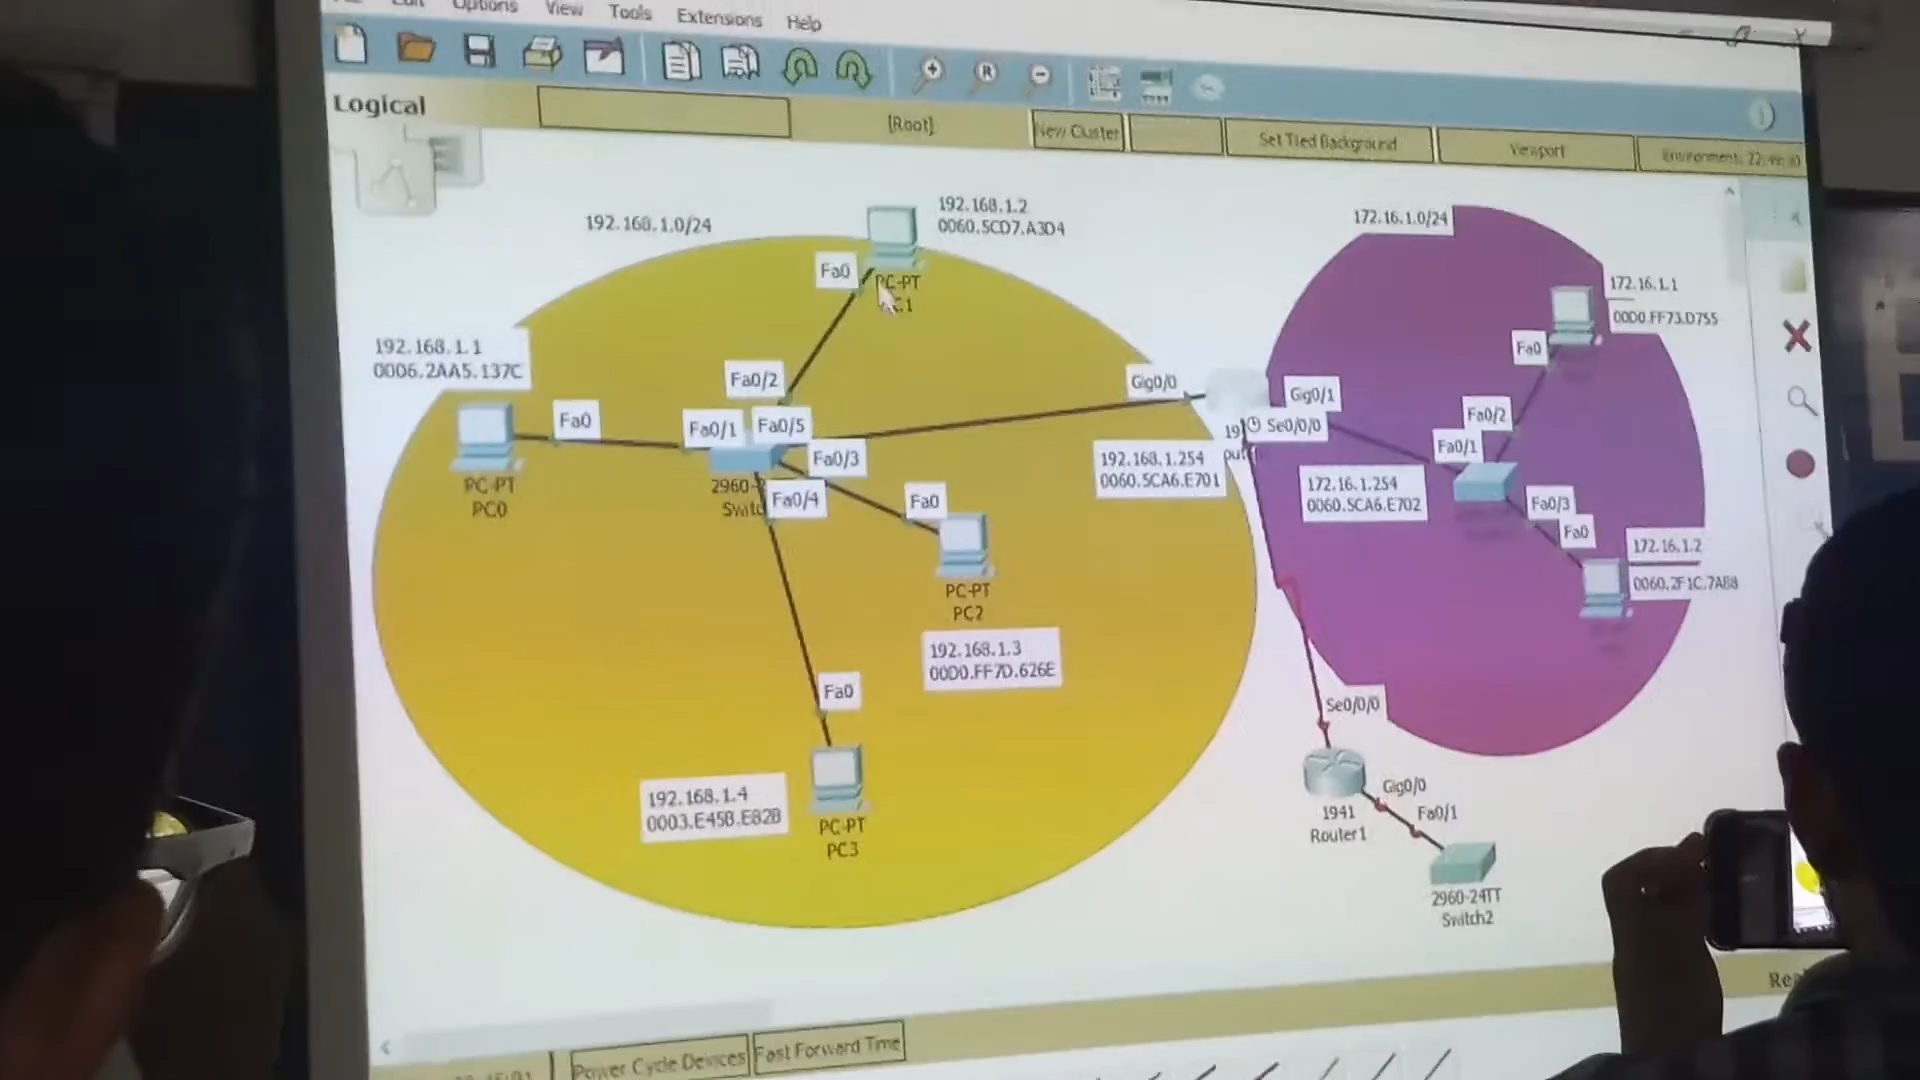 Options View Tools Extensions Help
Logical
[Root]
New Cluster
Set Tiled Background
Viewport
192.168.1.0/24
192.168.1.2
0060.5CD7.A3D4
172.16.1.0/24
Fa0
PC-PT
172.16.1.1
00D0.FF73.D755
192.168.1.1
0006.2AA5.137C
Fa0
Fa0/2
Gig0/0
Gig0/1
Fa0/2
Fa0
Fa0/1
Fa0/5
Se0/0/0
Fa0/1
Fa0/3
192.168.1.254
0060.5CA6.E701
172.16.1.254
0060.5CA6.E702
PC-PT
PC0
2960-
Fa0/4
Fa0
Fa0/3
Fa0
172.16.1.2
0060.2F1C.7AB8
PC-PT
PC2
192.168.1.3
00D0.FF7D.626E
Fa0
Se0/0/0
192.168.1.4
0003.E45B.E82B
PC-PT
PC3
Gig0/0
Fa0/1
1941
Router1
2960-24TT
Switch2
Power Cycle Devices
Fast Forward Time